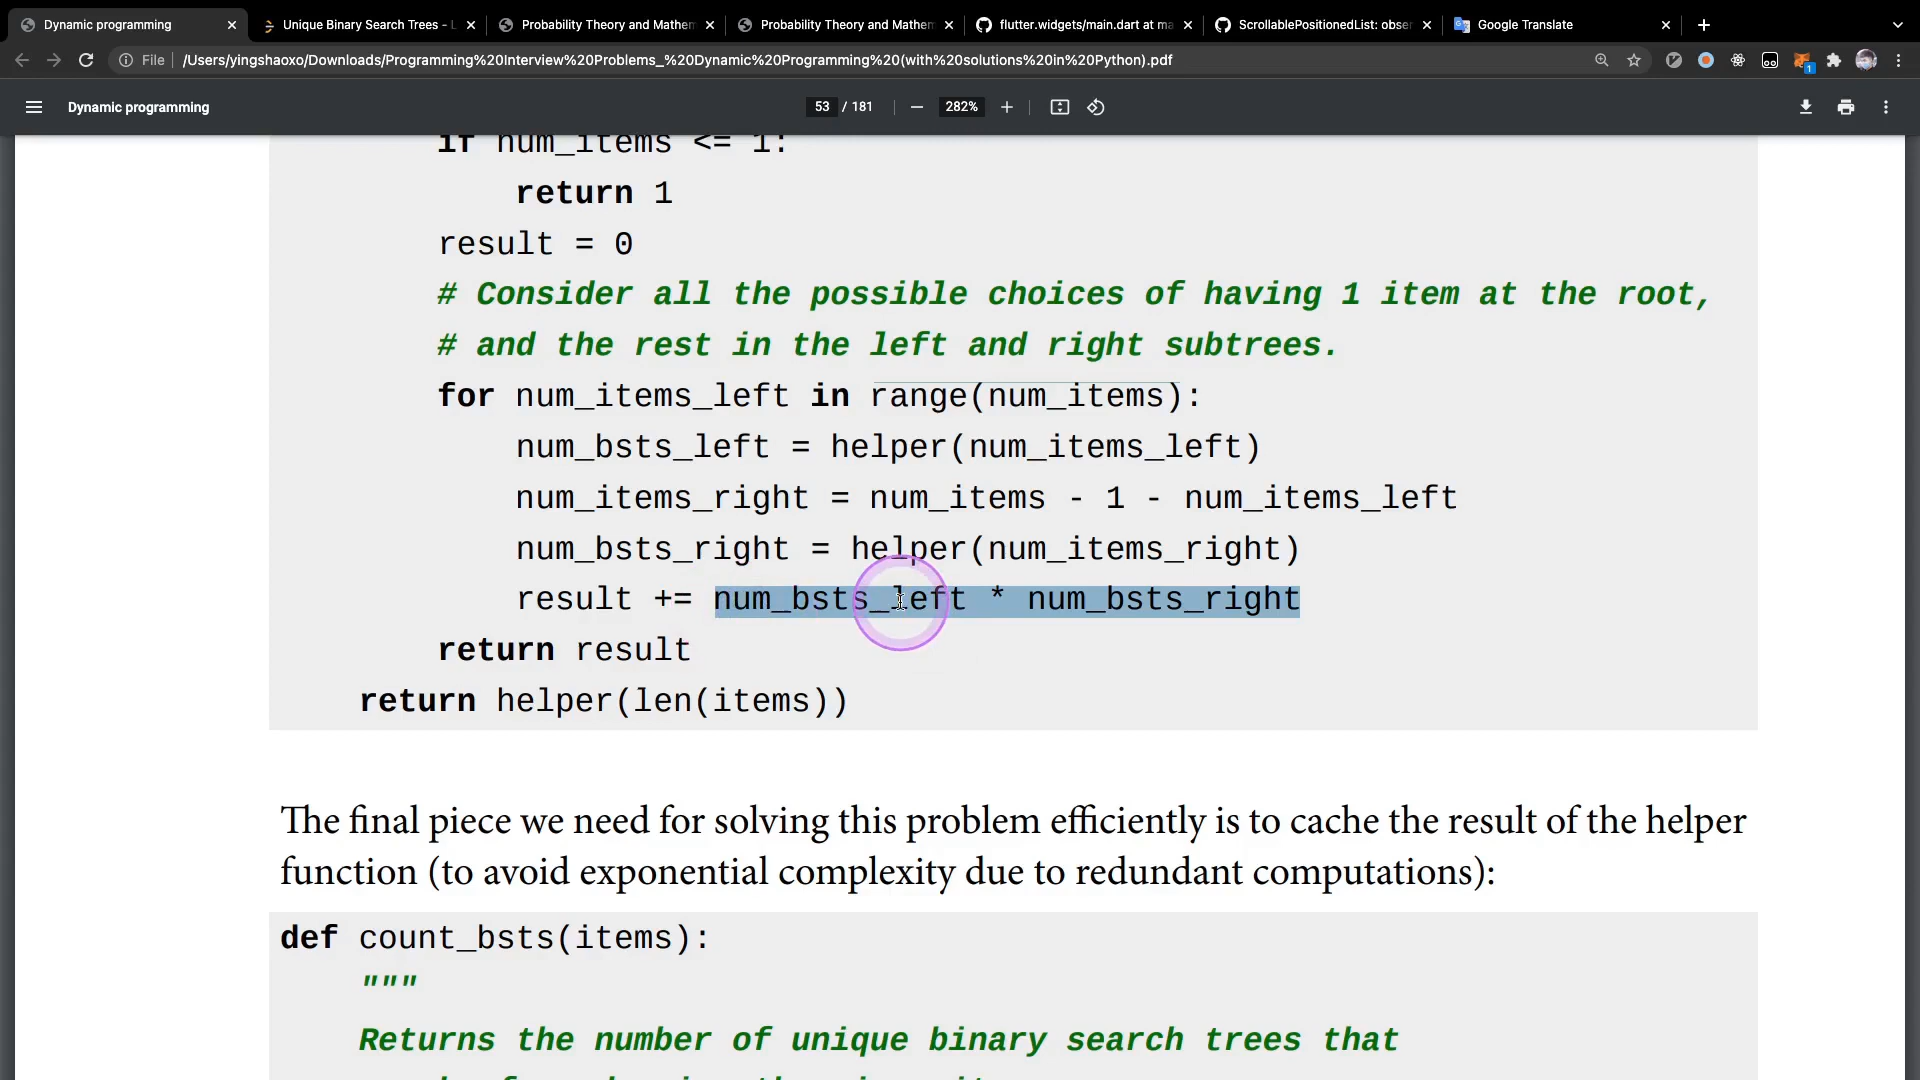 Dynamic programming
Unique Binary Search Trees - L
Probability Theory and Mathem
Probability Theory and Mathem
flutter.widgets/main.dart at ma
ScrollablePositionedList: obser
Google Translate
File
/Users/yingshaoxo/Downloads/Programming%20Interview%20Problems_%20Dynamic%20Programming%20(with%20solutions%20in%20Python).pdf
1
Dynamic programming
53 / 181
282%
if num_items <= 1:
return 1
result = 0
# Consider all the possible choices of having 1 item at the root,
# and the rest in the left and right subtrees.
for num_items_left in range(num_items):
num_bsts_left = helper(num_items_left)
num_items_right = num_items - 1 - num_items_left
num_bsts_right = helper(num_items_right)
result += num_bsts_left * num_bsts_right
return result
return helper(len(items))
The final piece we need for solving this problem efficiently is to cache the result of the helper
function (to avoid exponential complexity due to redundant computations):
def count_bsts(items):
"""
Returns the number of unique binary search trees that